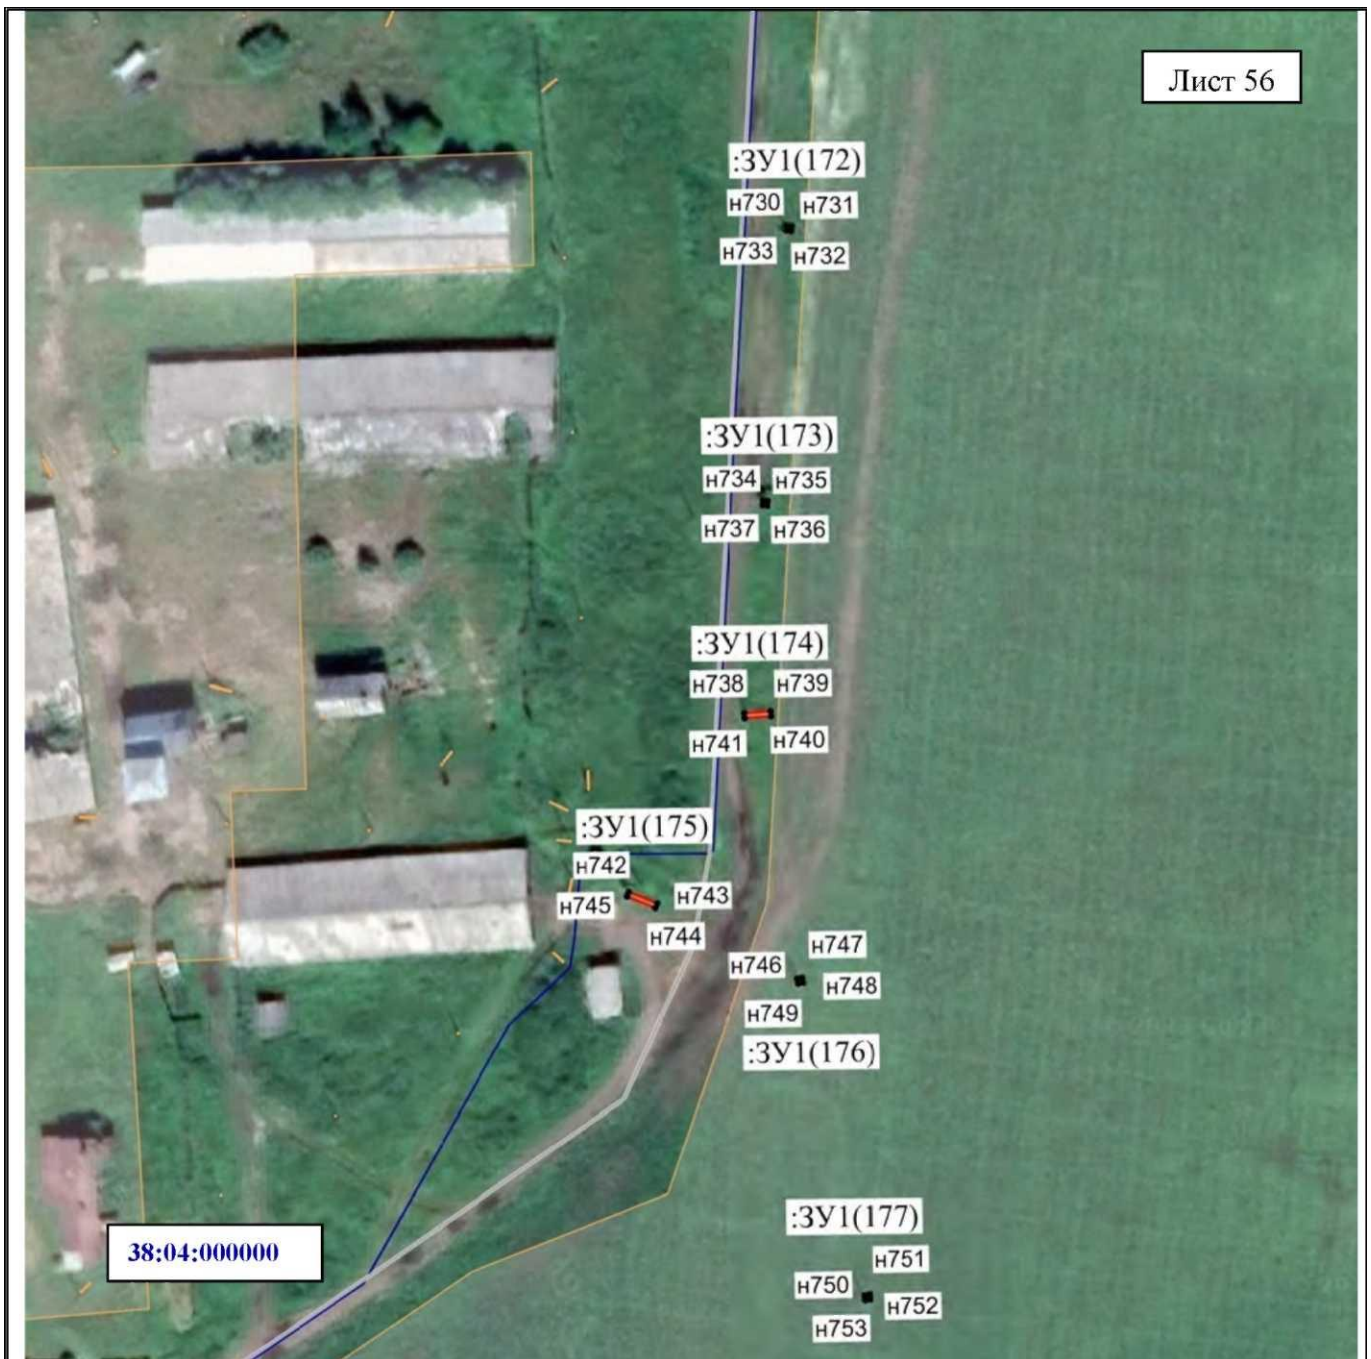 Лист 56
:ЗУ1(172)
н730 н731
н733 н732
:ЗУ1(173)
н734 н735
н737 н736
:ЗУ1(174)
н738 н739
н741 н740
:ЗУ1(175)
н742
н745 н743
н744
н747
н746 н748
н749
:ЗУ1(176)
:ЗУ1(177)
н751
н750 н752
н753
38:04:000000